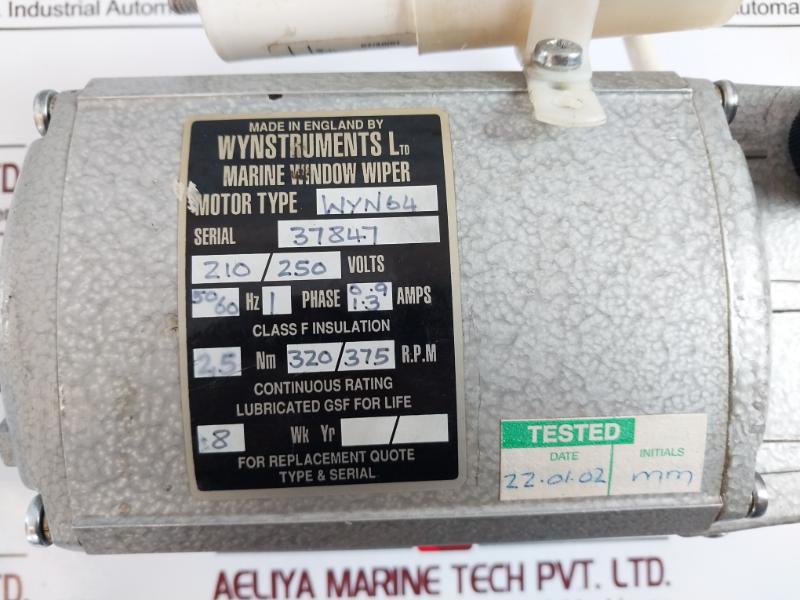 Industrial Automa
MADE IN ENGLAND BY
WYNSTRUMENTS LTD
MARINE WINDOW WIPER
MOTOR TYPE WYN64
SERIAL 37847
210/250 VOLTS
50/60 Hz 1 PHASE 0.9 1.3 AMPS
CLASS F INSULATION
25 Nm 320/375 R.P.M
CONTINUOUS RATING
LUBRICATED GSF FOR LIFE
8 Wk Yr /
FOR REPLACEMENT QUOTE
TYPE & SERIAL
TESTED
DATE INITIALS
22.01.02 mm
AELIYA MARINE TECH PVT. LTD.